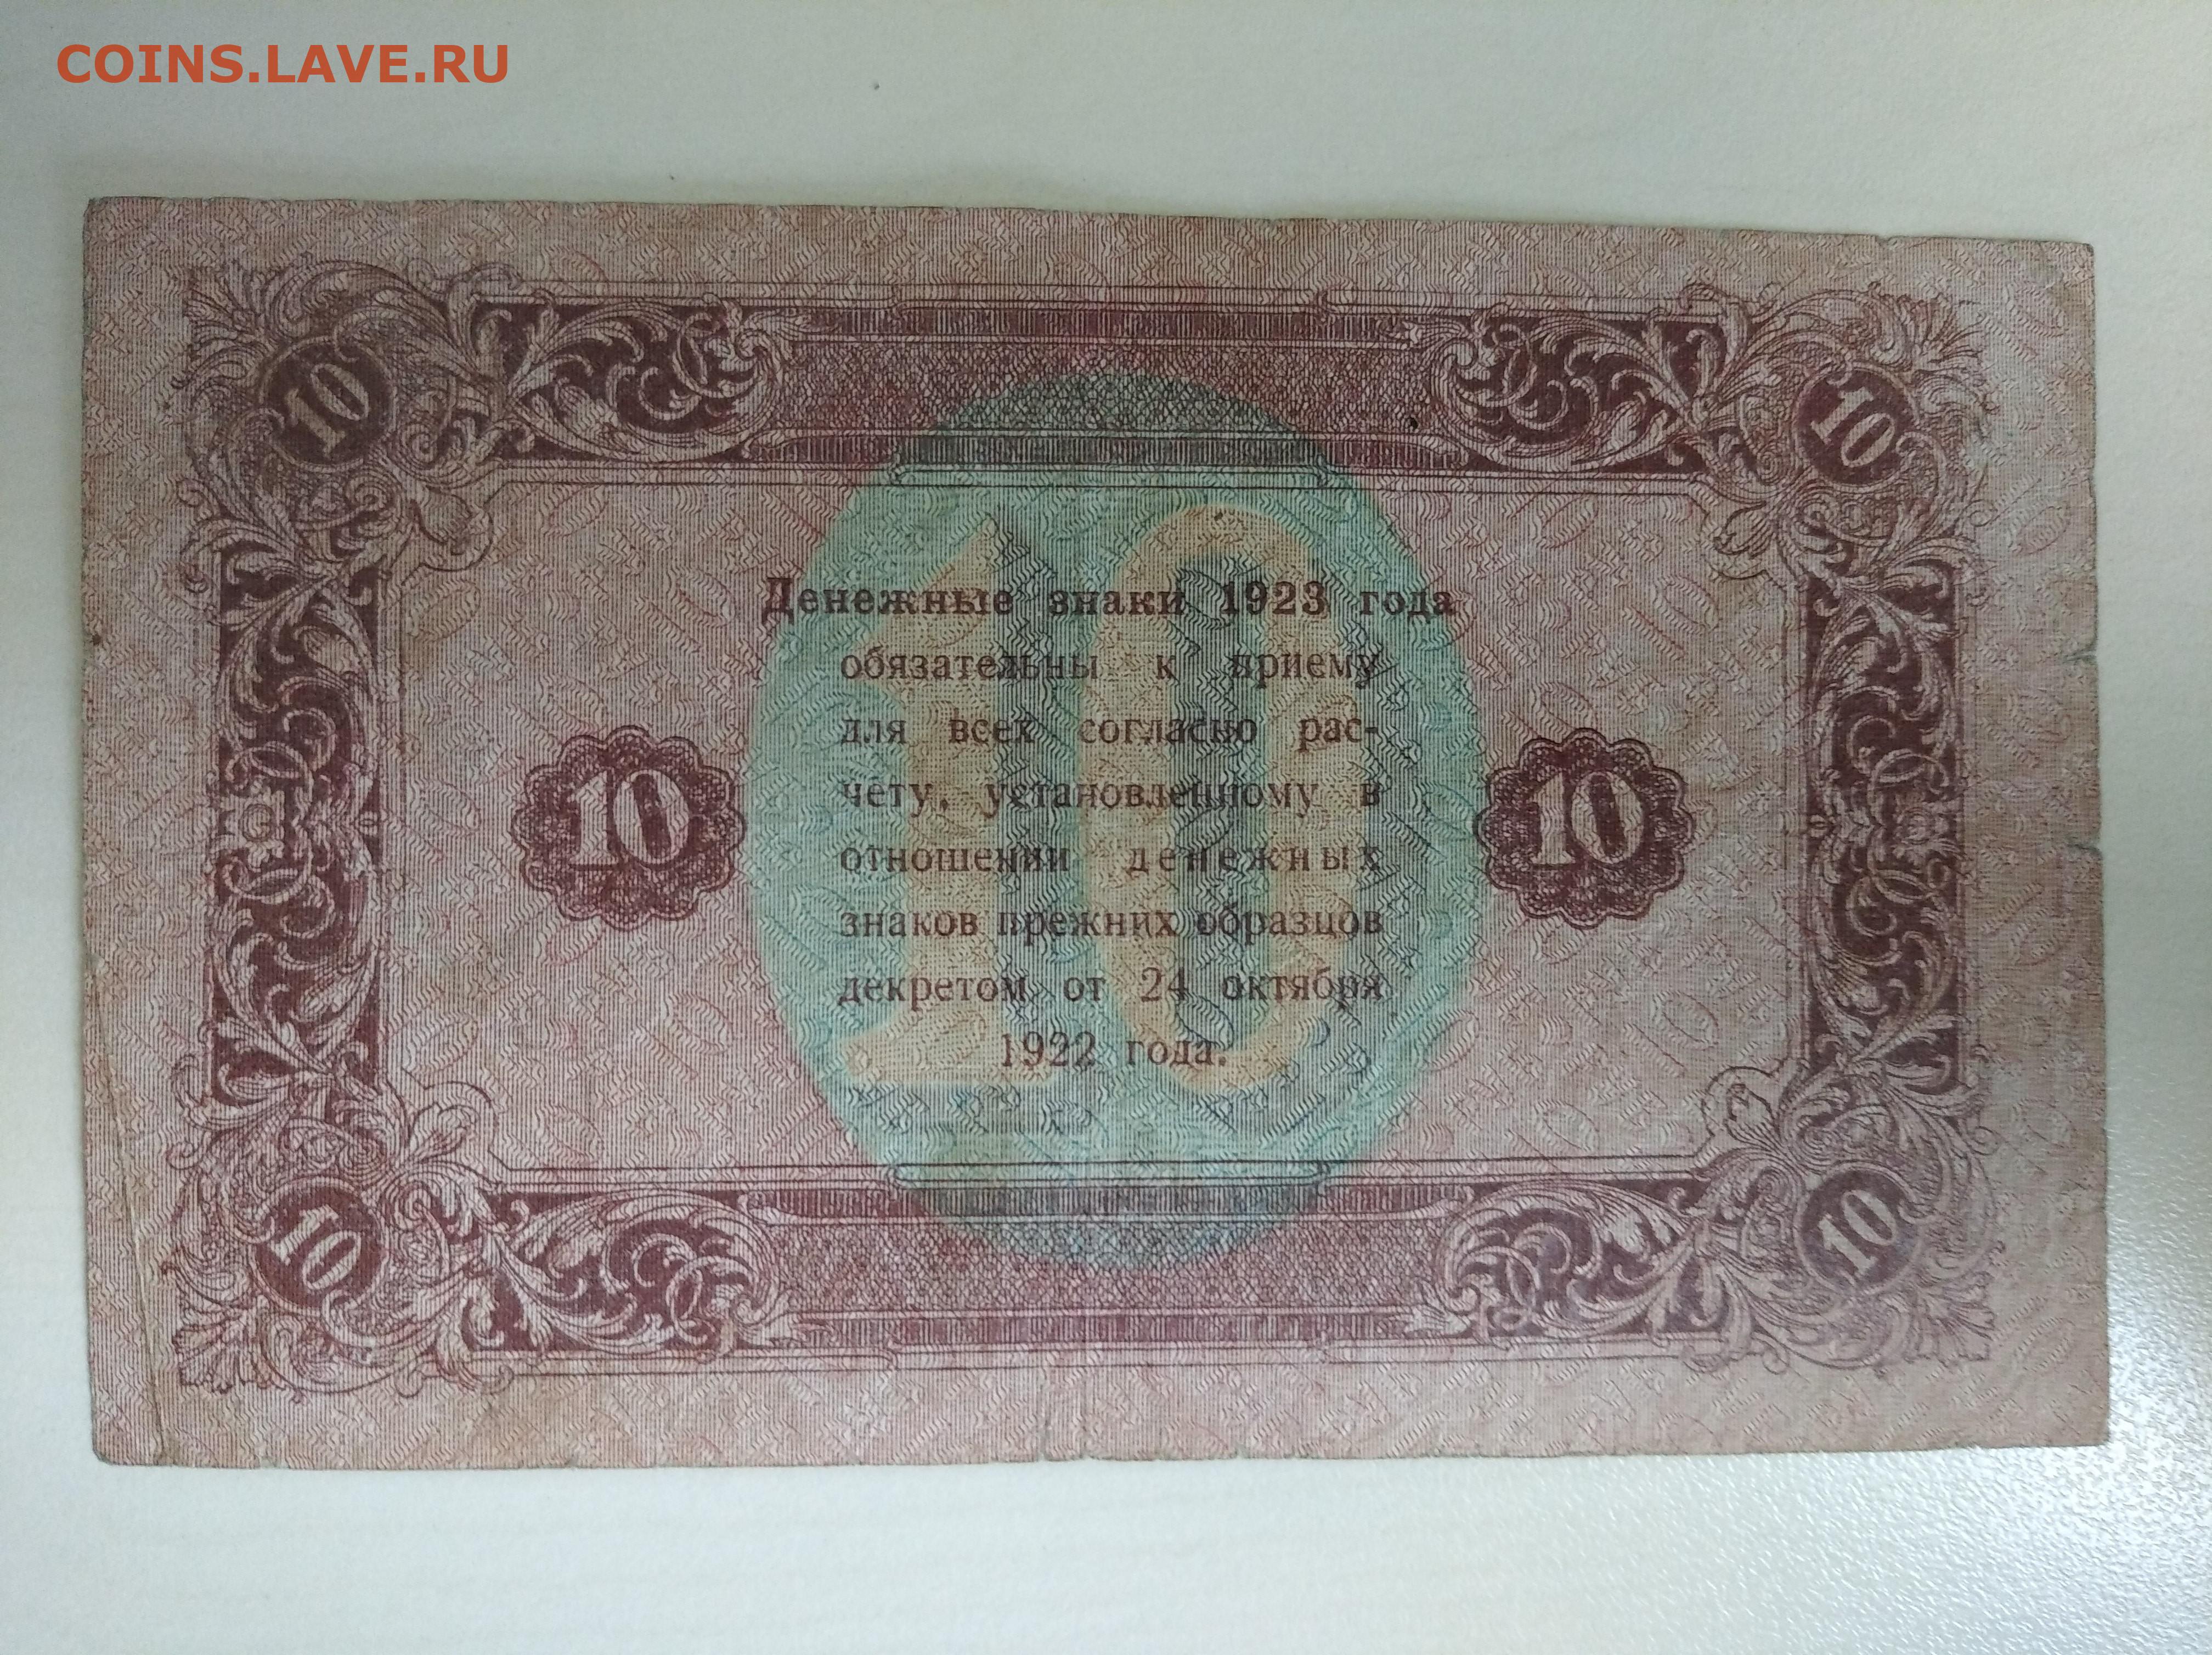 COINS.LAVE.RU
10 10
Денежные знаки 1923 года
обязательны к приему
для всех согласно рас-
10 чету, установленному в 10
отношении денежных
знаков прежних образцов
декретом от 24 октября
1922 года.
10
10 10